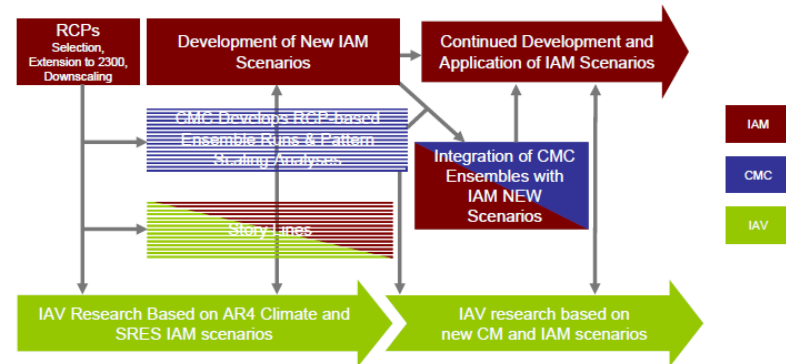 RCPs
Selection,
Extension to 2300,
Downscaling
Development of New IAM
Scenarios
Continued Development and
Application of IAM Scenarios
CMC Develops RCP-based
Ensemble Runs & Pattern
Scaling Analyses
Integration of CMC
Ensembles with
IAM NEW
Scenarios
Story Lines
IAV Research Based on AR4 Climate and
SRES IAM scenarios
IAV research based on
new CM and IAM scenarios
IAM
CMC
IAV